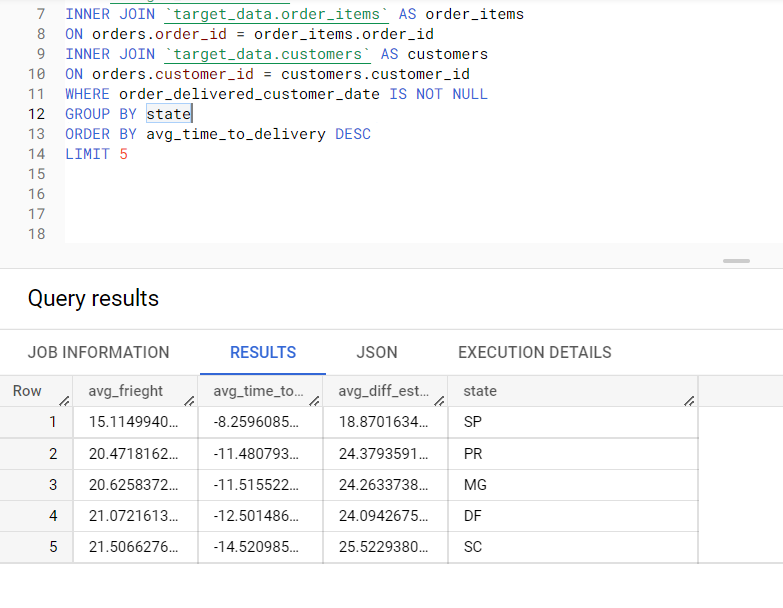 7 INNER JOIN `target_data.order_items` AS order_items
8 ON orders.order_id = order_items.order_id
9 INNER JOIN `target_data.customers` AS customers
10 ON orders.customer_id = customers.customer_id
11 WHERE order_delivered_customer_date IS NOT NULL
12 GROUP BY state
13 ORDER BY avg_time_to_delivery DESC
14 LIMIT 5
15
16
17
18
Query results
JOB INFORMATION RESULTS JSON EXECUTION DETAILS
Row avg_frieght avg_time_to... avg_diff_est... state
1 15.1149940... -8.2596085... 18.8701634... SP
2 20.4718162... -11.480793... 24.3793591... PR
3 20.6258372... -11.515522... 24.2633738... MG
4 21.0721613... -12.501486... 24.0942675... DF
5 21.5066276... -14.520985... 25.5229380... SC